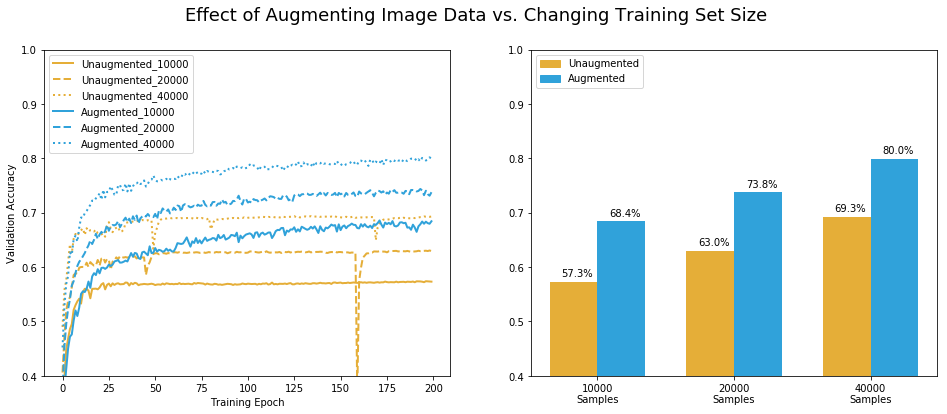 Effect of Augmenting Image Data vs. Changing Training Set Size
1.0
0.9
0.8
0.7
0.6
0.5
0.4
Validation Accuracy
Unaugmented_10000
Unaugmented_20000
Unaugmented_40000
Augmented_10000
Augmented_20000
Augmented_40000
0
25
50
75
100
125
150
175
200
Training Epoch
1.0
0.9
0.8
0.7
0.6
0.5
0.4
Unaugmented
Augmented
57.3%
68.4%
63.0%
73.8%
69.3%
80.0%
10000
Samples
20000
Samples
40000
Samples